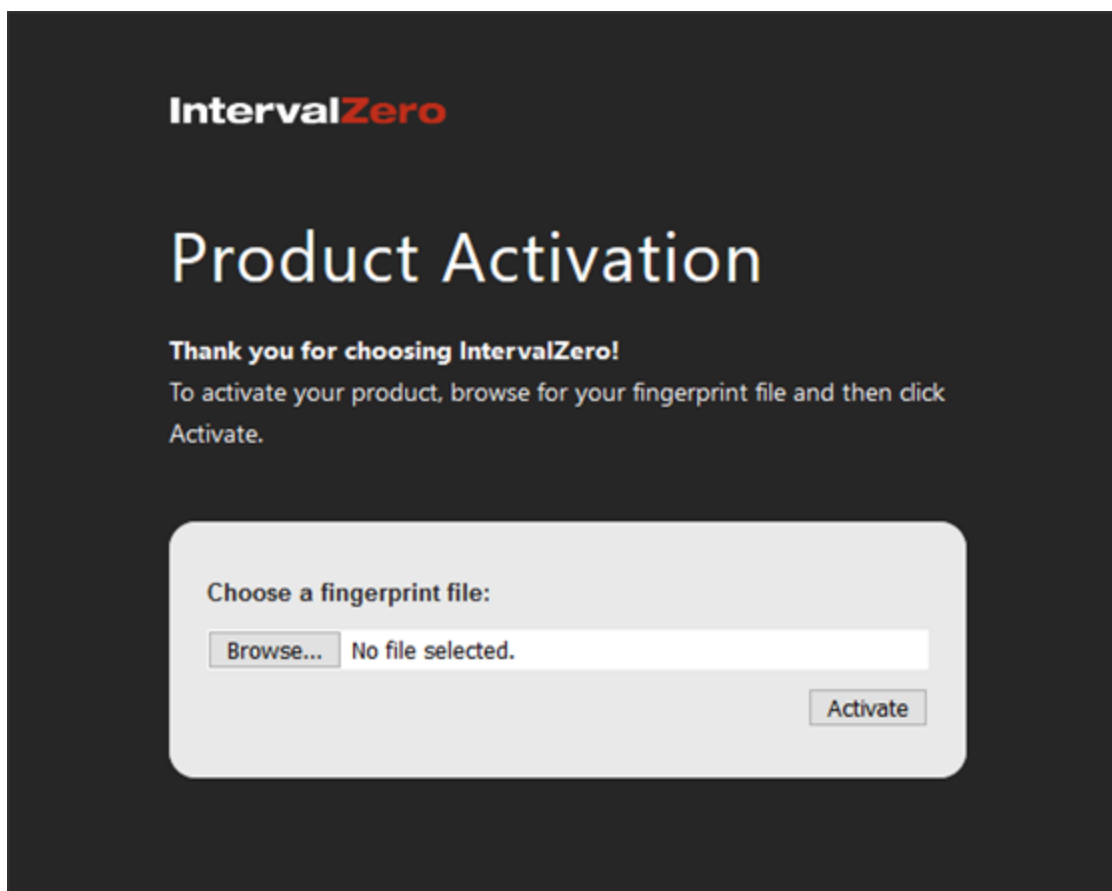 IntervalZero
Product Activation
Thank you for choosing IntervalZero!
To activate your product, browse for your fingerprint file and then click
Activate.
Choose a fingerprint file:
Browse... No file selected.
Activate